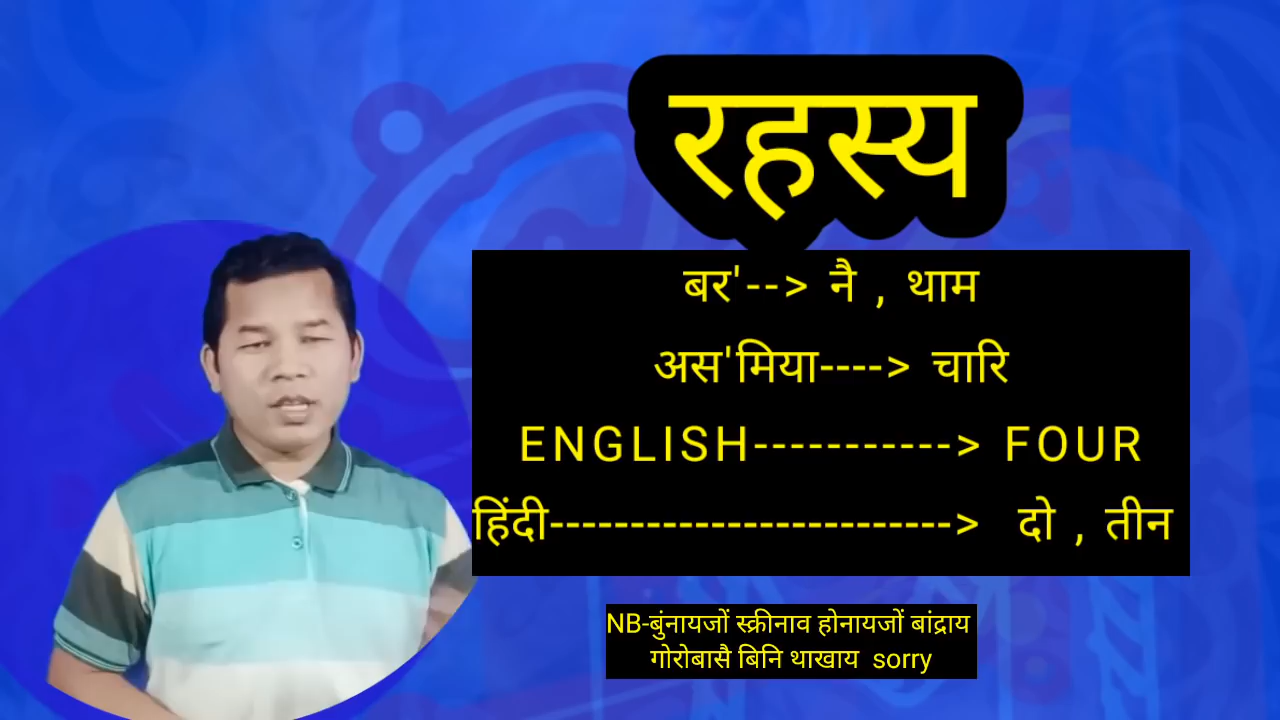 रहस्य
बर'--> नै , थाम
अस'मिया----> चारि
ENGLISH-----------> FOUR
हिंदी-------------------------> दो , तीन
NB-बुंनायजों स्क्रीनाव होनायजों बांद्राय
गोरोबासै बिनि थाखाय sorry